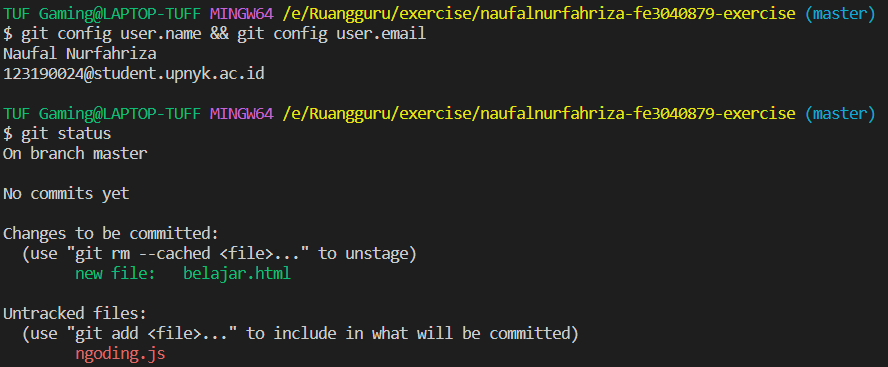 TUF Gaming@LAPTOP-TUFF MINGW64 /e/Ruangguru/exercise/naufalnurfahriza-fe3040879-exercise (master)
$ git config user.name && git config user.email
Naufal Nurfahriza
123190024@student.upnyk.ac.id

TUF Gaming@LAPTOP-TUFF MINGW64 /e/Ruangguru/exercise/naufalnurfahriza-fe3040879-exercise (master)
$ git status
On branch master

No commits yet

Changes to be committed:
  (use "git rm --cached <file>..." to unstage)
        new file:   belajar.html

Untracked files:
  (use "git add <file>..." to include in what will be committed)
        ngoding.js